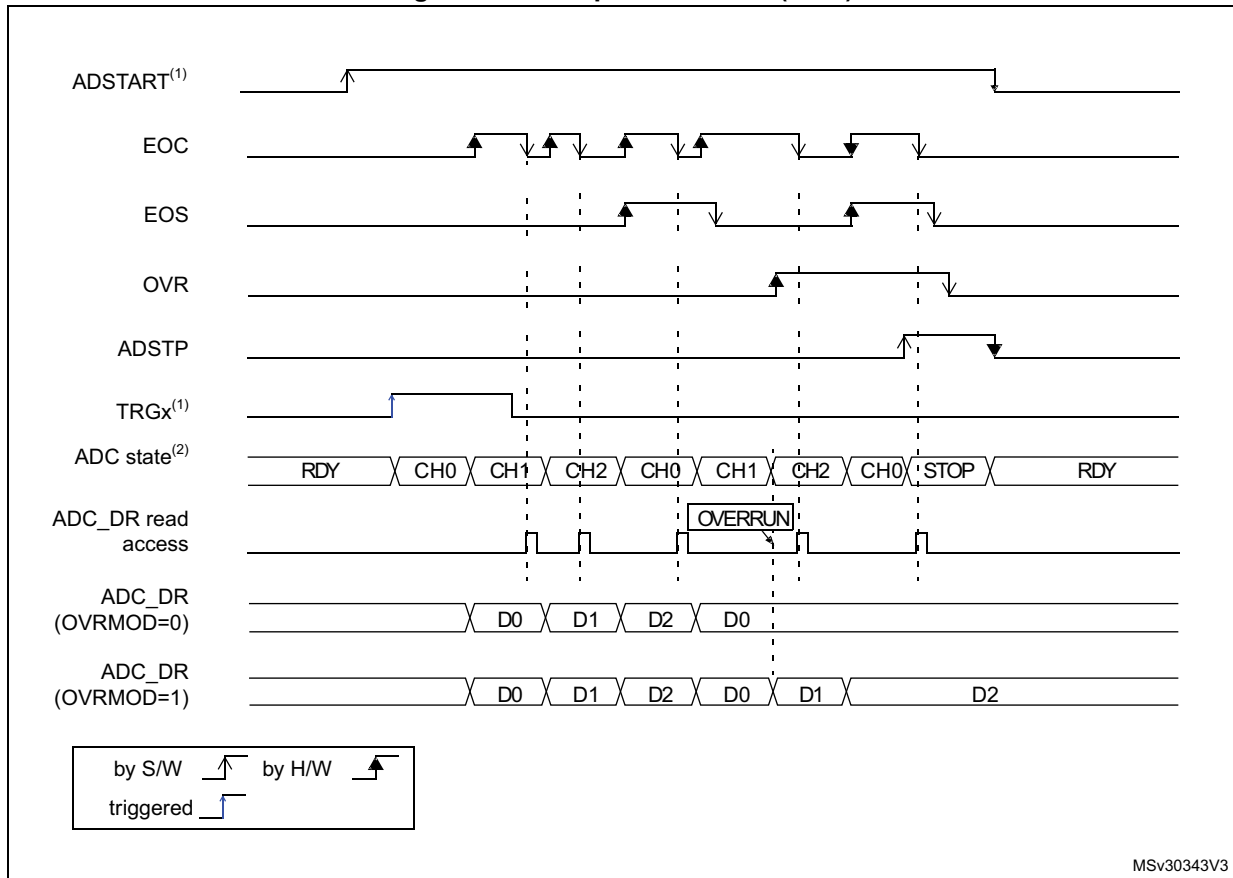 ADSTART(1)
EOC
EOS
OVR
ADSTP
TRGx(1)
ADC state(2)
RDY CH0 CH1 CH2 CH0 CH1 CH2 CH0 STOP RDY
ADC_DR read
access
OVERRUN
ADC_DR
(OVRMOD=0)
D0 D1 D2 D0
ADC_DR
(OVRMOD=1)
D0 D1 D2 D0 D1 D2
by S/W by H/W
triggered
MSv30343V3